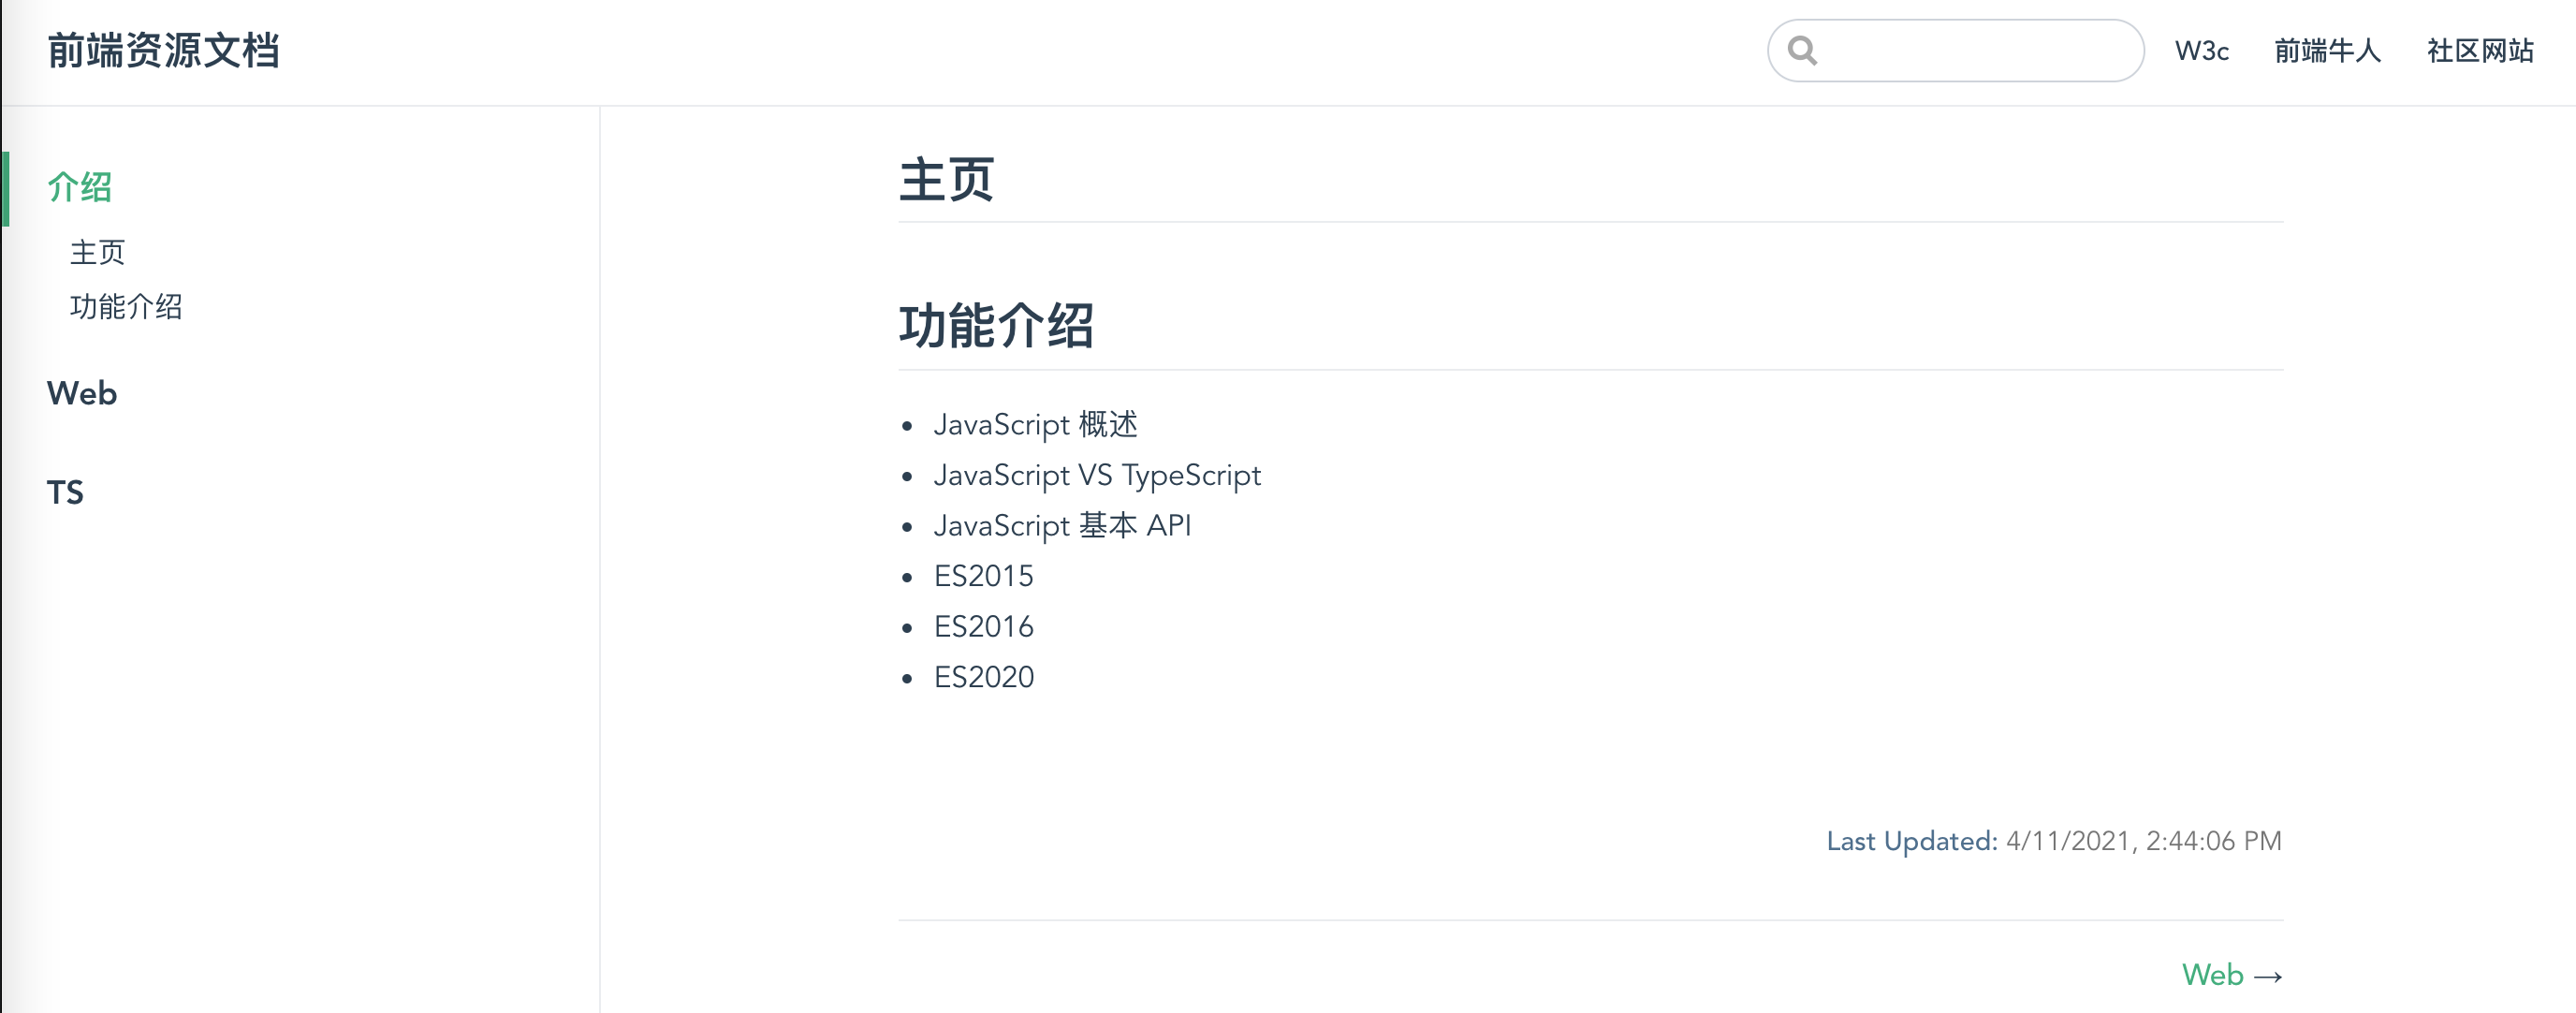 前端资源文档
W3c 前端牛人 社区网站
介绍
主页
功能介绍
Web
TS
主页
功能介绍
JavaScript 概述
JavaScript VS TypeScript
JavaScript 基本 API
ES2015
ES2016
ES2020
Last Updated: 4/11/2021, 2:44:06 PM
Web →